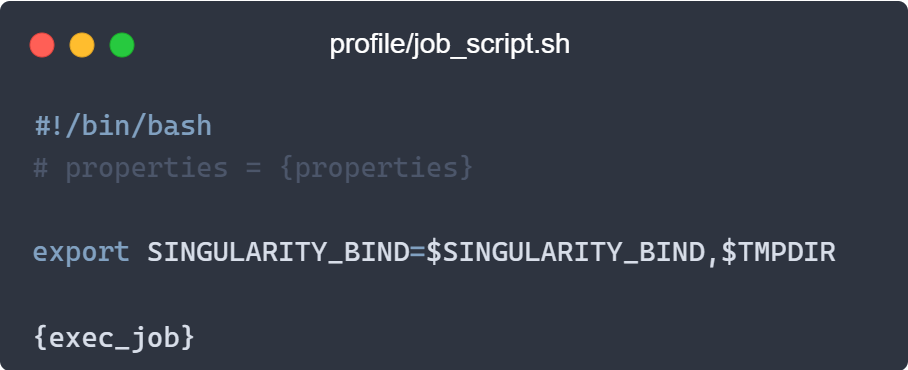 profile/job_script.sh
#!/bin/bash
# properties = {properties}
export SINGULARITY_BIND=$SINGULARITY_BIND,$TMPDIR
{exec_job}